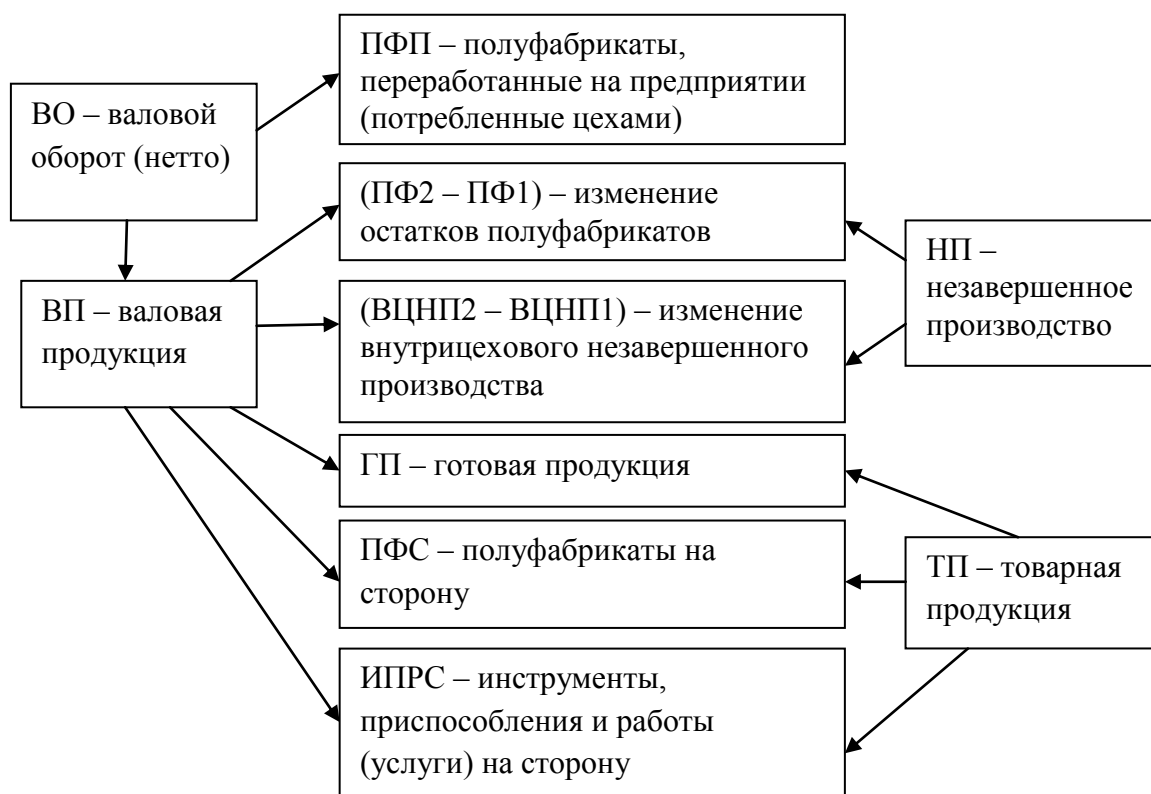 ПФП – полуфабрикаты,
переработанные на предприятии
(потребленные цехами)
ВО – валовой
оборот (нетто)
(ПФ2 – ПФ1) – изменение
остатков полуфабрикатов
НП –
незавершенное
производство
ВП – валовая
продукция
(ВЦНП2 – ВЦНП1) – изменение
внутрицехового незавершенного
производства
ГП – готовая продукция
ПФС – полуфабрикаты на
сторону
ТП – товарная
продукция
ИПРС – инструменты,
приспособления и работы
(услуги) на сторону